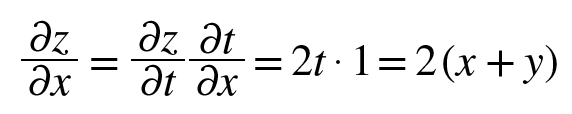 ∂z/∂x = ∂z/∂t ∂t/∂x = 2t · 1 = 2(x + y)